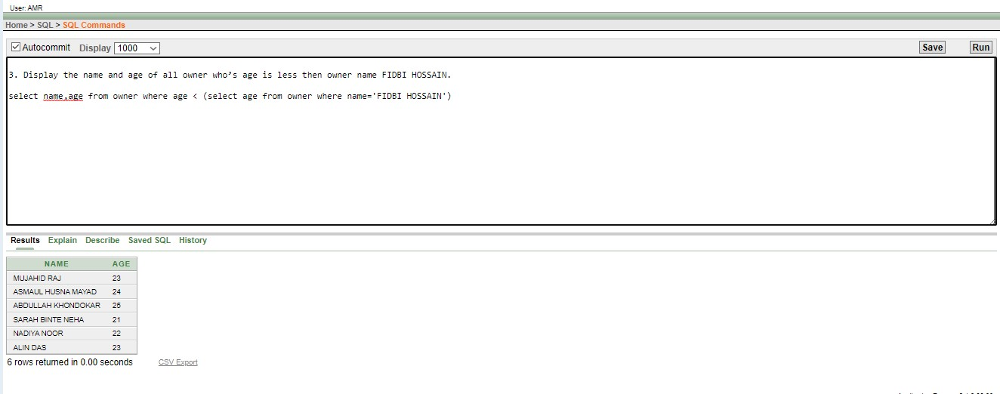 User: AMR
Home > SQL > SQL Commands
Autocommit Display 1000 Save Run
3. Display the name and age of all owner who’s age is less then owner name FIDBI HOSSAIN.
select name,age from owner where age < (select age from owner where name='FIDBI HOSSAIN')
Results Explain Describe Saved SQL History
NAME AGE
MUJAHID RAJ 23
ASMAUL HUSNA MAYAD 24
ABDULLAH KHONDOKAR 25
SARAH BINTE NEHA 21
NADIYA NOOR 22
ALIN DAS 23
6 rows returned in 0.00 seconds CSV Export